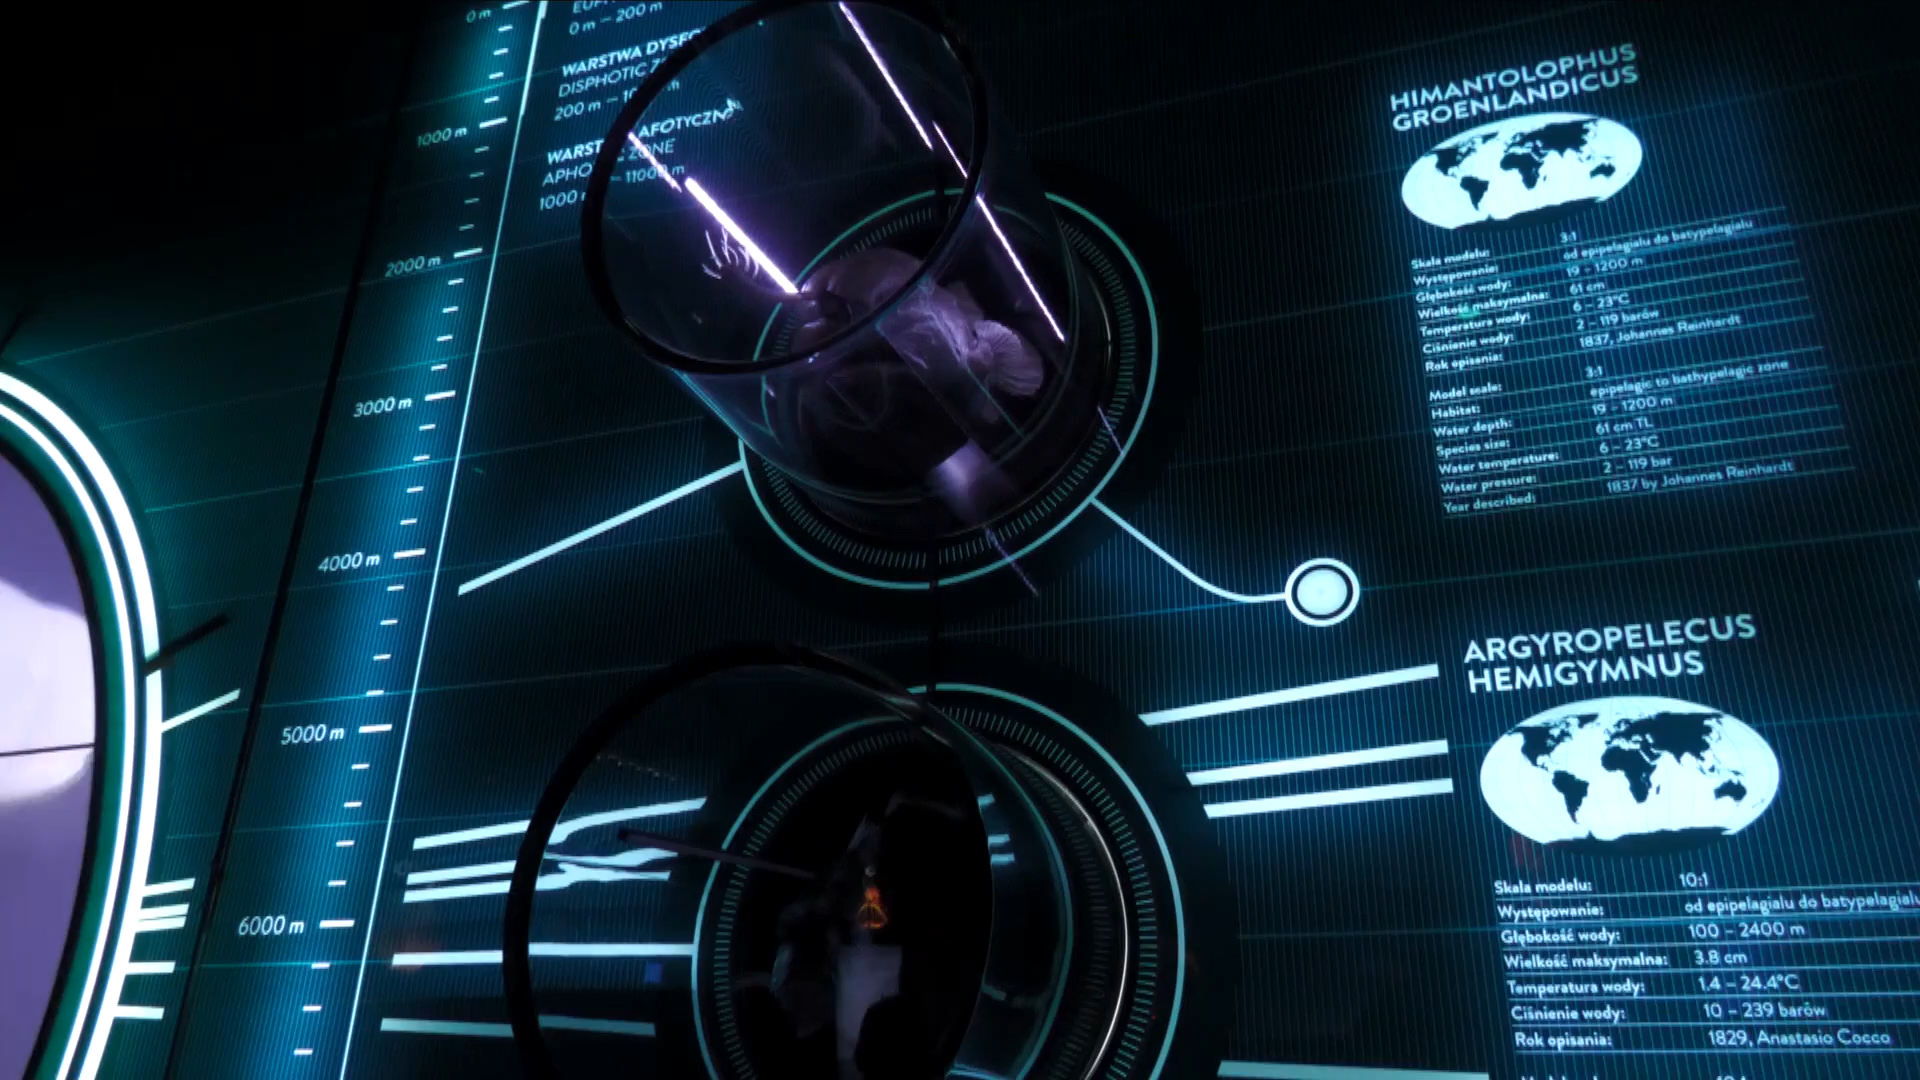 0 m
0 m – 200 m
WARSTWA
DISPHOTIC
200 m –
WARST AFOTYCZNA
APHO ZONE
1000 – 11000 m
1000 m
2000 m
3000 m
4000 m
5000 m
6000 m
HIMANTOLOPHUS
GROENLANDICUS
Skala modelu: 3:1
Występowanie: od epipelagialu do batypelagialu
Głębokość wody: 19 – 1200 m
Wielkość maksymalna: 61 cm
Temperatura wody: 6 – 23°C
Ciśnienie wody: 2 – 119 barów
Rok opisania: 1837, Johannes Reinhardt
Model scale: 3:1
Habitat: epipelagic to bathypelagic zone
Water depth: 19 – 1200 m
Species size: 61 cm TL
Water temperature: 6 – 23°C
Water pressure: 2 – 119 bar
Year described: 1837 by Johannes Reinhardt
ARGYROPELECUS
HEMIGYMNUS
Skala modelu: 10:1
Występowanie: od epipelagialu do batypelagialu
Głębokość wody: 100 – 2400 m
Wielkość maksymalna: 3.8 cm
Temperatura wody: 1.4 – 24.4°C
Ciśnienie wody: 10 – 239 barów
Rok opisania: 1829, Anastasio Cocco